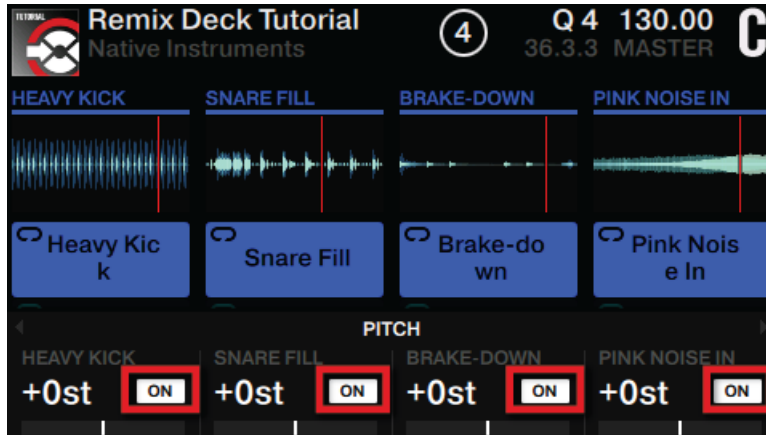 TUTORIAL
Remix Deck Tutorial
Native Instruments
4
Q 4 130.00
36.3.3 MASTER
C
HEAVY KICK SNARE FILL BRAKE-DOWN PINK NOISE IN
Heavy Kic
k
Snare Fill
Brake-do
wn
Pink Nois
e In
PITCH
HEAVY KICK SNARE FILL BRAKE-DOWN PINK NOISE IN
+0st ON +0st ON +0st ON +0st ON